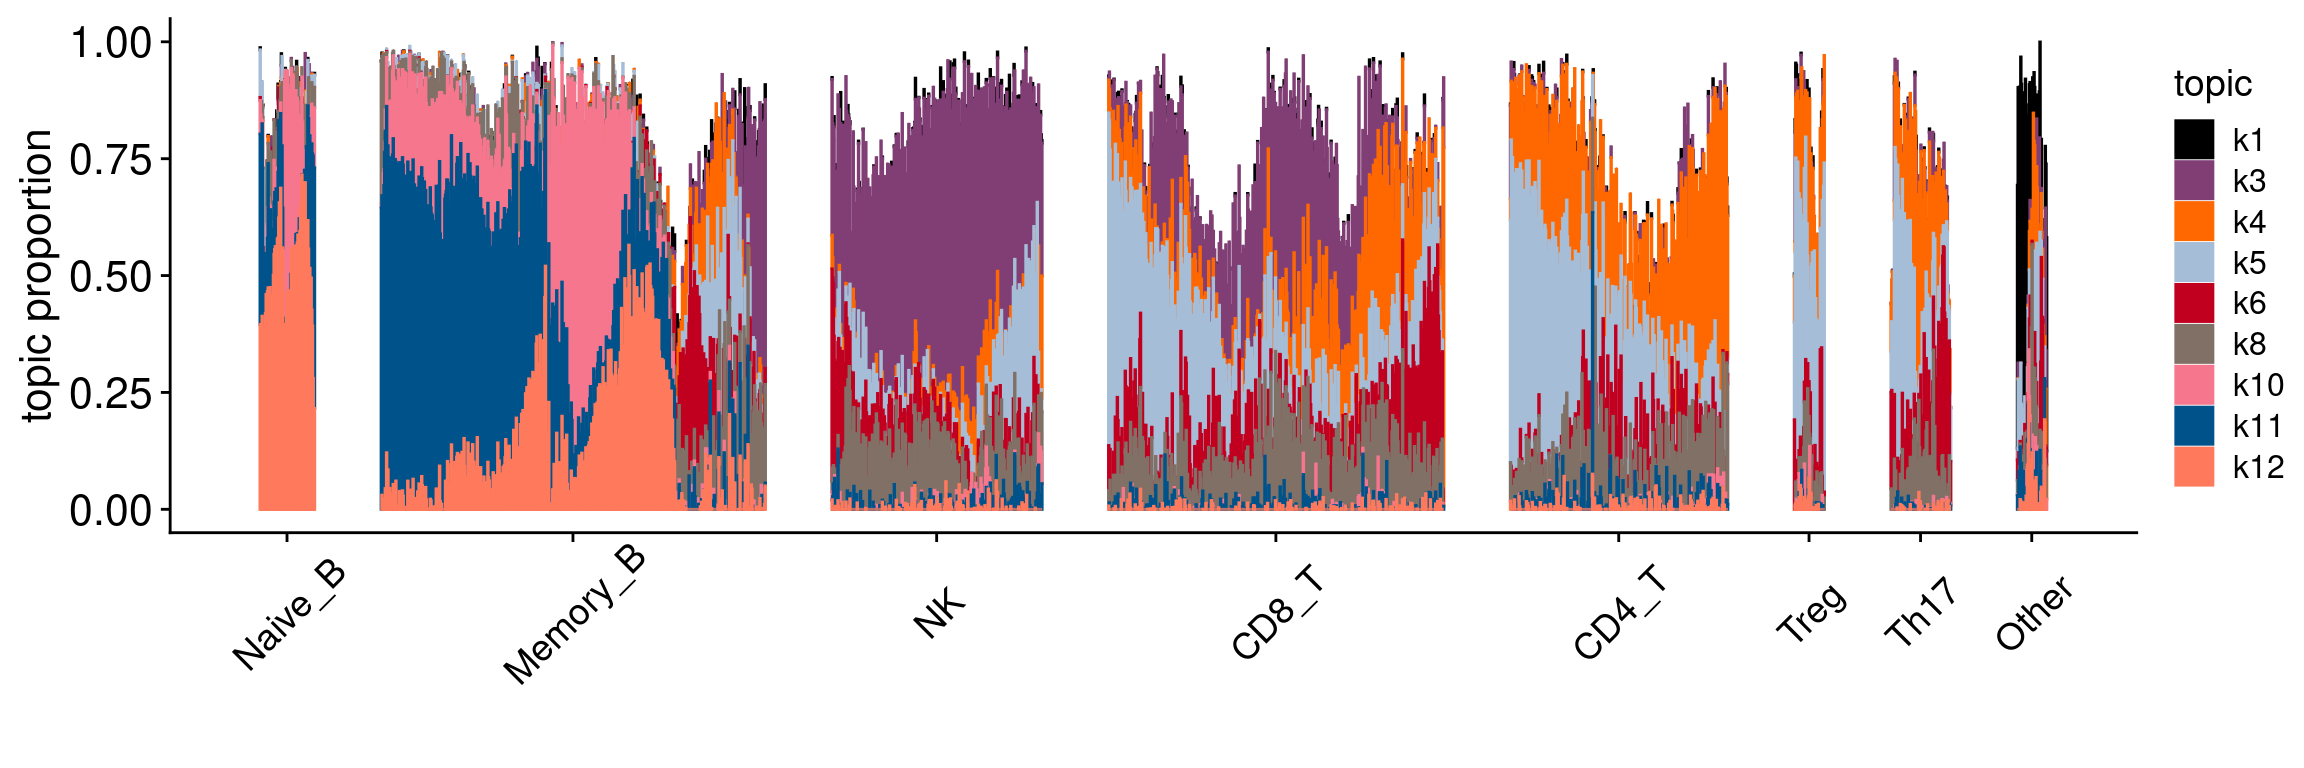 topic proportion
1.00
0.75
0.50
0.25
0.00
Naive_B
Memory_B
NK
CD8_T
CD4_T
Treg
Th17
Other
topic
k1
k3
k4
k5
k6
k8
k10
k11
k12